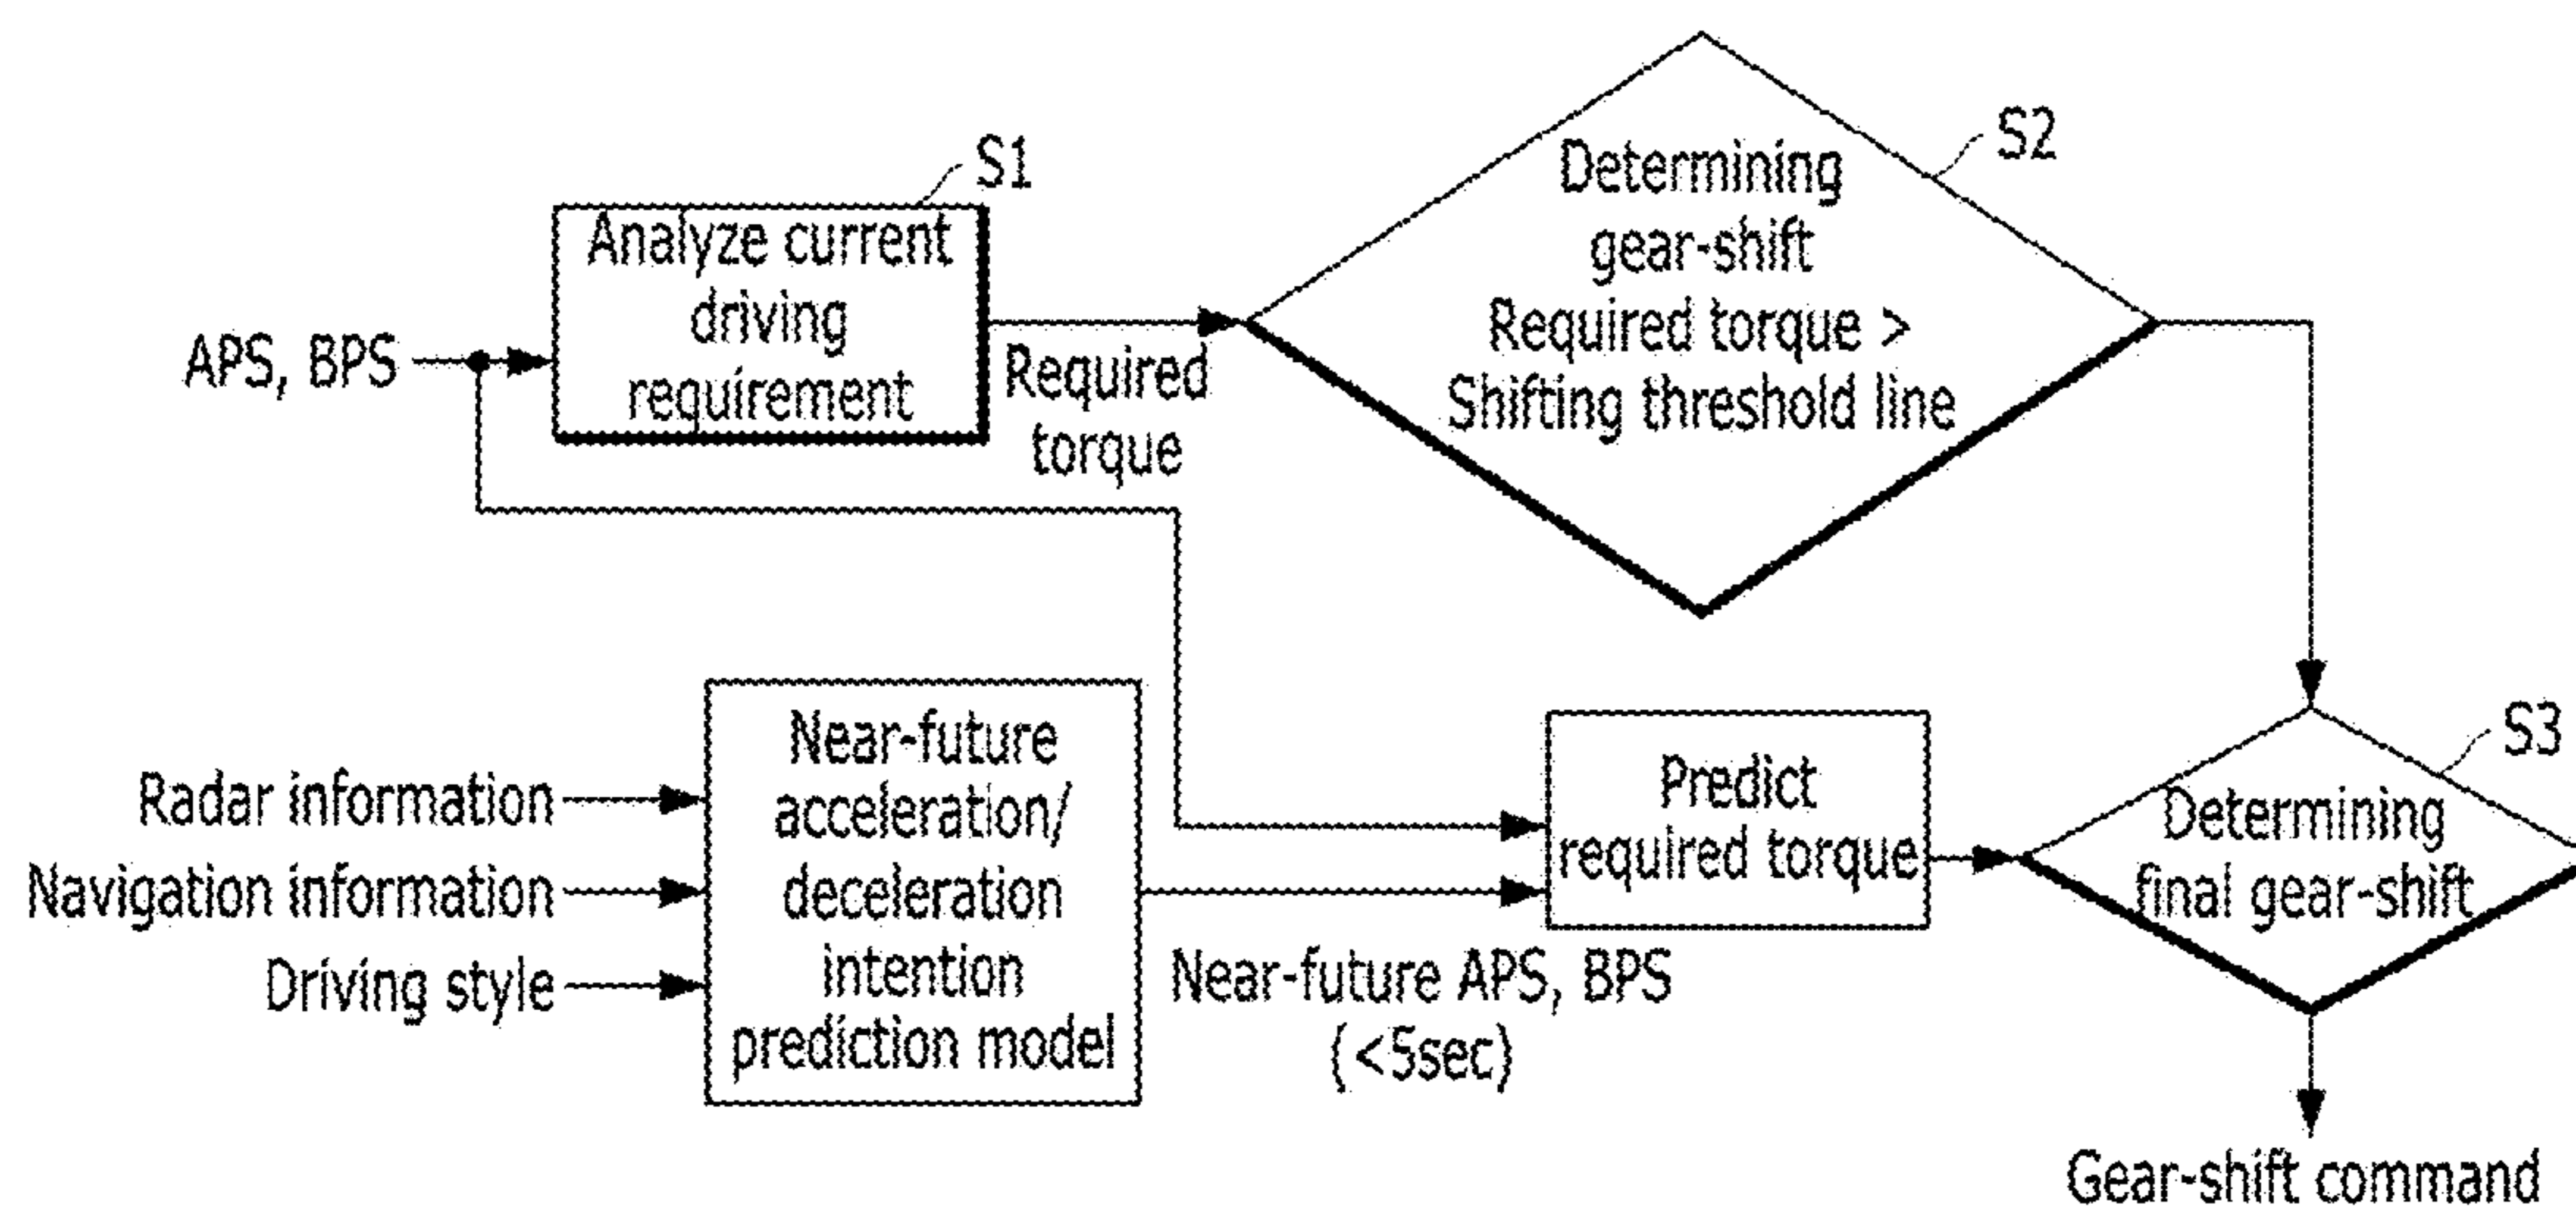 S1
Analyze current
driving
requirement
APS, BPS
Required
torque
S2
Determining
gear-shift
Required torque >
Shifting threshold line
Radar information
Navigation information
Driving style
Near-future
acceleration/
deceleration
intention
prediction model
Near-future APS, BPS
(<5sec)
Predict
required torque
S3
Determining
final gear-shift
Gear-shift command